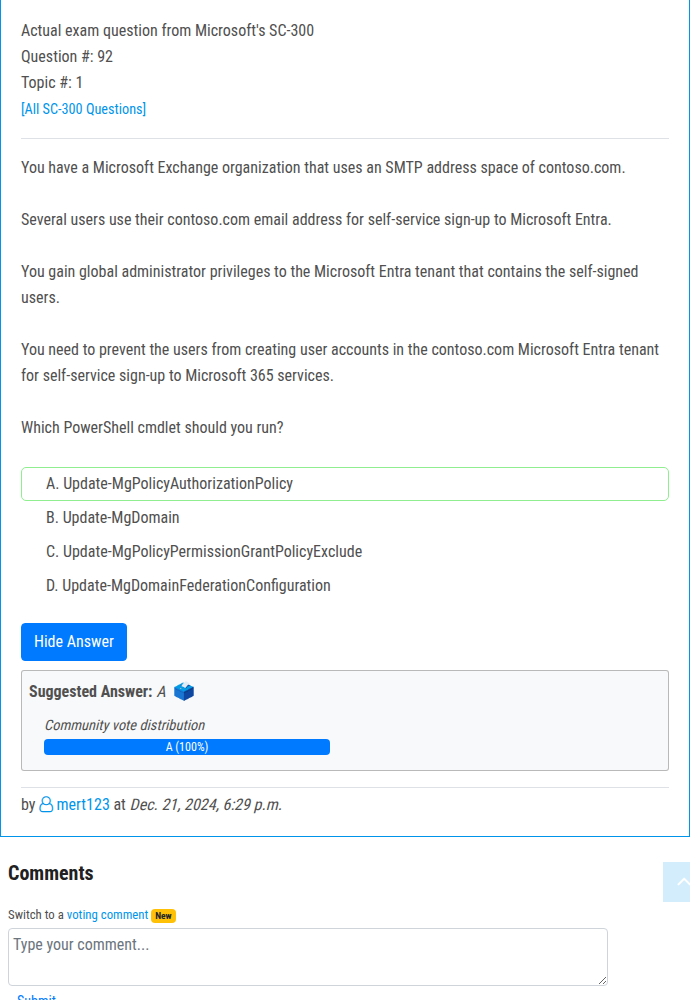 Actual exam question from Microsoft's SC-300
Question #: 92
Topic #: 1
[All SC-300 Questions]
You have a Microsoft Exchange organization that uses an SMTP address space of contoso.com.
Several users use their contoso.com email address for self-service sign-up to Microsoft Entra.
You gain global administrator privileges to the Microsoft Entra tenant that contains the self-signed
users.
You need to prevent the users from creating user accounts in the contoso.com Microsoft Entra tenant
for self-service sign-up to Microsoft 365 services.
Which PowerShell cmdlet should you run?
A. Update-MgPolicyAuthorizationPolicy
B. Update-MgDomain
C. Update-MgPolicyPermissionGrantPolicyExclude
D. Update-MgDomainFederationConfiguration
Hide Answer
Suggested Answer: A
Community vote distribution
A (100%)
by mert123 at Dec. 21, 2024, 6:29 p.m.
Comments
Switch to a voting comment New
Type your comment...
Submit